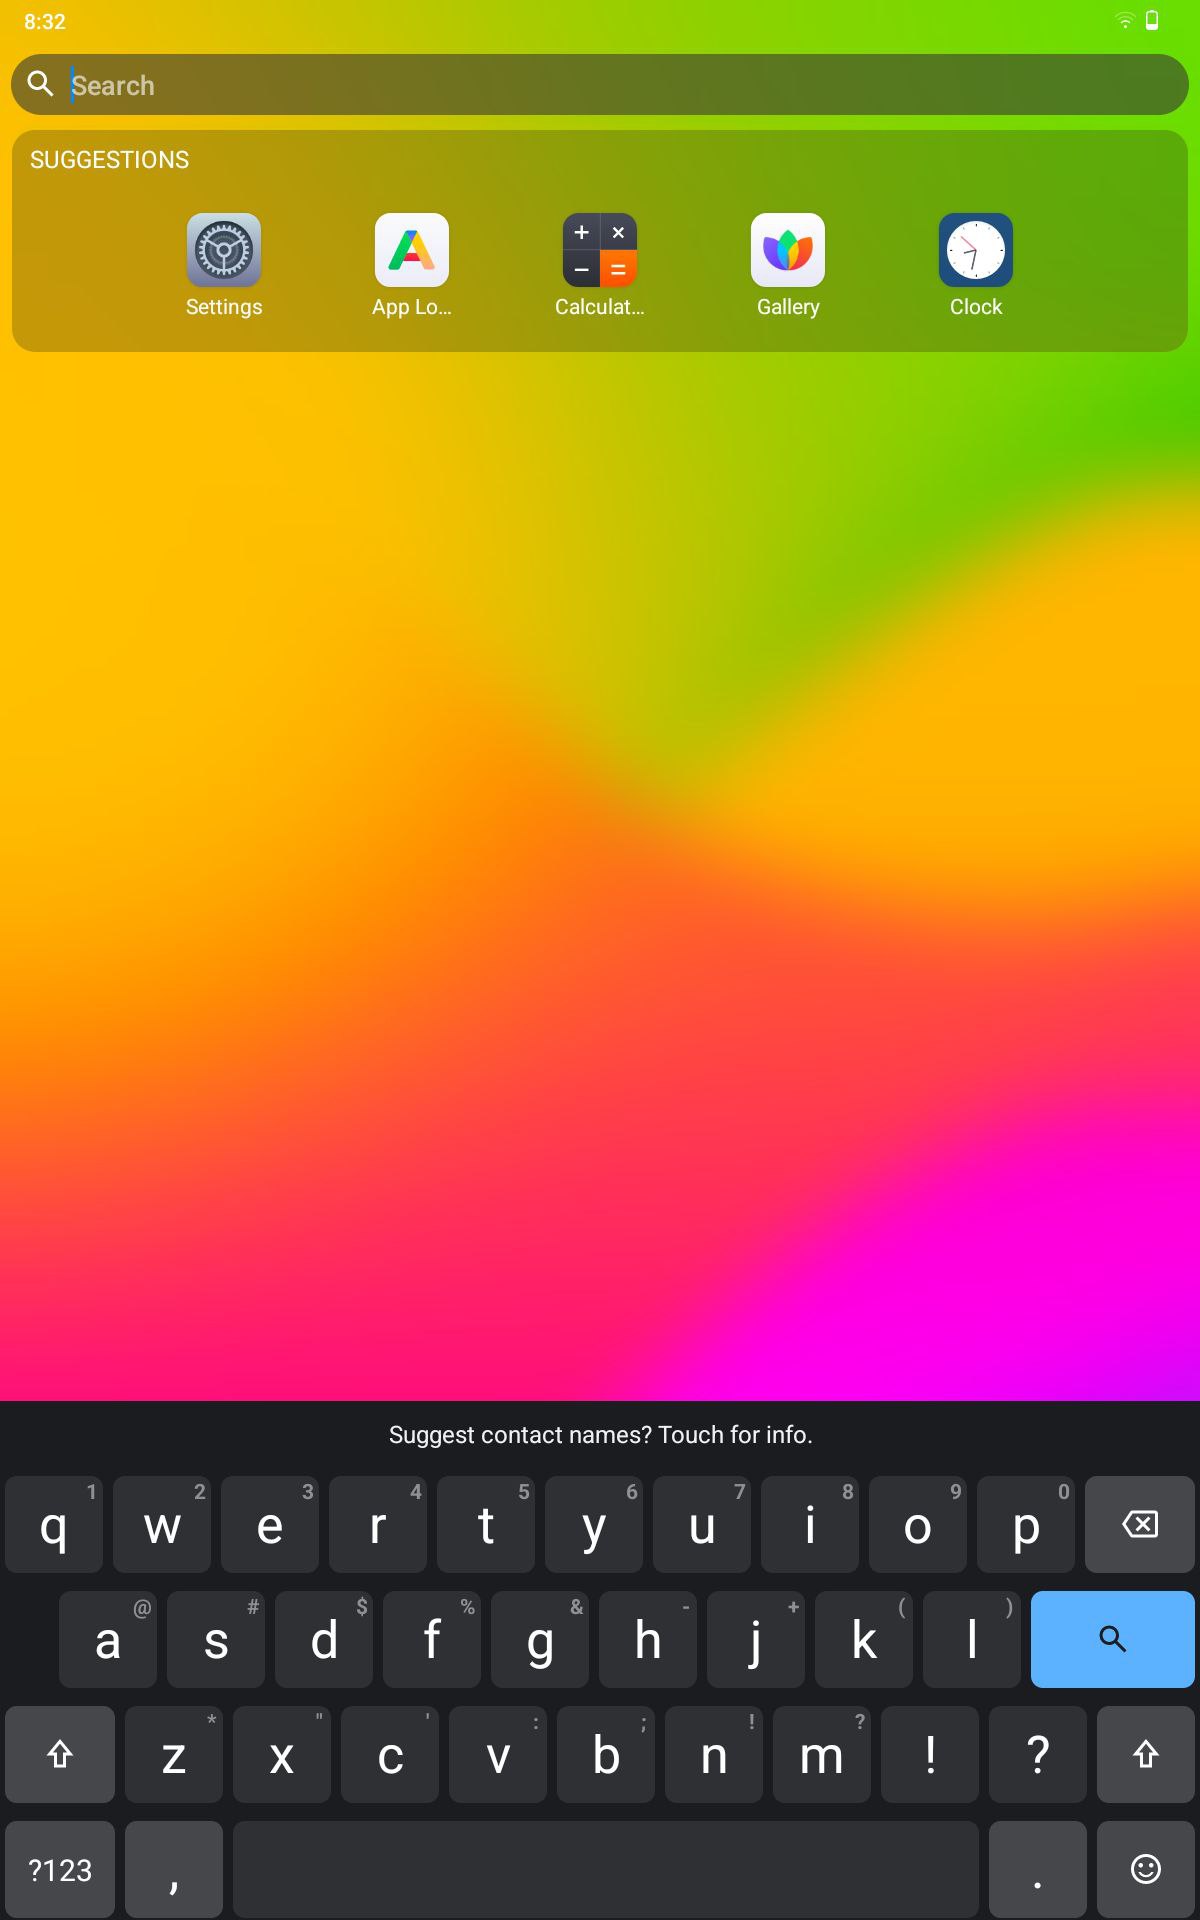 8:32
Search
SUGGESTIONS
Settings
App Lo...
Calculat...
Gallery
Clock
Suggest contact names? Touch for info.
q 1 w 2 e 3 r 4 t 5 y 6 u 7 i 8 o 9 p 0
a @ s # d $ f % g & h - j + k ( l )
z * x " c ' v : b ; n ! m ? ! ?
?123 , .